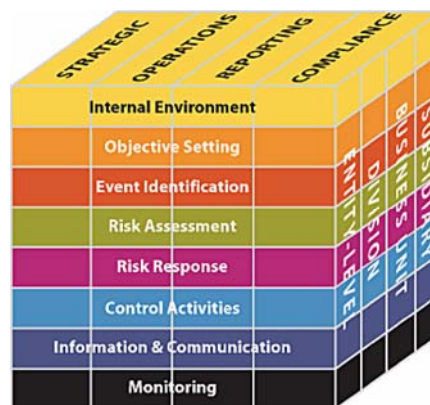 STRATEGIC
OPERATIONS
REPORTING
COMPLIANCE
Internal Environment
Objective Setting
Event Identification
Risk Assessment
Risk Response
Control Activities
Information & Communication
Monitoring
ENTITY-LEVEL
DIVISION
BUSINESS UNIT
SUBSIDIARY